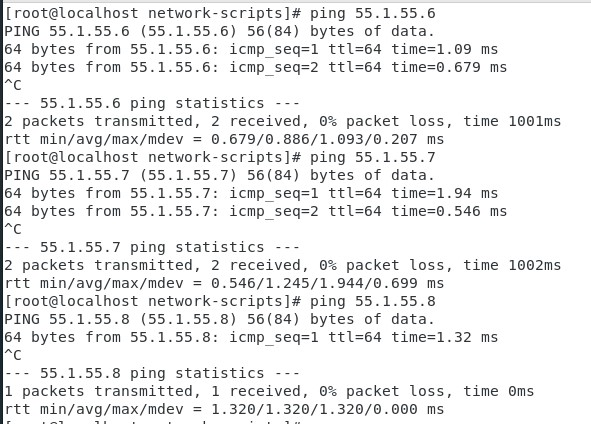 [root@localhost network-scripts]# ping 55.1.55.6
PING 55.1.55.6 (55.1.55.6) 56(84) bytes of data.
64 bytes from 55.1.55.6: icmp_seq=1 ttl=64 time=1.09 ms
64 bytes from 55.1.55.6: icmp_seq=2 ttl=64 time=0.679 ms
^C
--- 55.1.55.6 ping statistics ---
2 packets transmitted, 2 received, 0% packet loss, time 1001ms
rtt min/avg/max/mdev = 0.679/0.886/1.093/0.207 ms
[root@localhost network-scripts]# ping 55.1.55.7
PING 55.1.55.7 (55.1.55.7) 56(84) bytes of data.
64 bytes from 55.1.55.7: icmp_seq=1 ttl=64 time=1.94 ms
64 bytes from 55.1.55.7: icmp_seq=2 ttl=64 time=0.546 ms
^C
--- 55.1.55.7 ping statistics ---
2 packets transmitted, 2 received, 0% packet loss, time 1002ms
rtt min/avg/max/mdev = 0.546/1.245/1.944/0.699 ms
[root@localhost network-scripts]# ping 55.1.55.8
PING 55.1.55.8 (55.1.55.8) 56(84) bytes of data.
64 bytes from 55.1.55.8: icmp_seq=1 ttl=64 time=1.32 ms
^C
--- 55.1.55.8 ping statistics ---
1 packets transmitted, 1 received, 0% packet loss, time 0ms
rtt min/avg/max/mdev = 1.320/1.320/1.320/0.000 ms